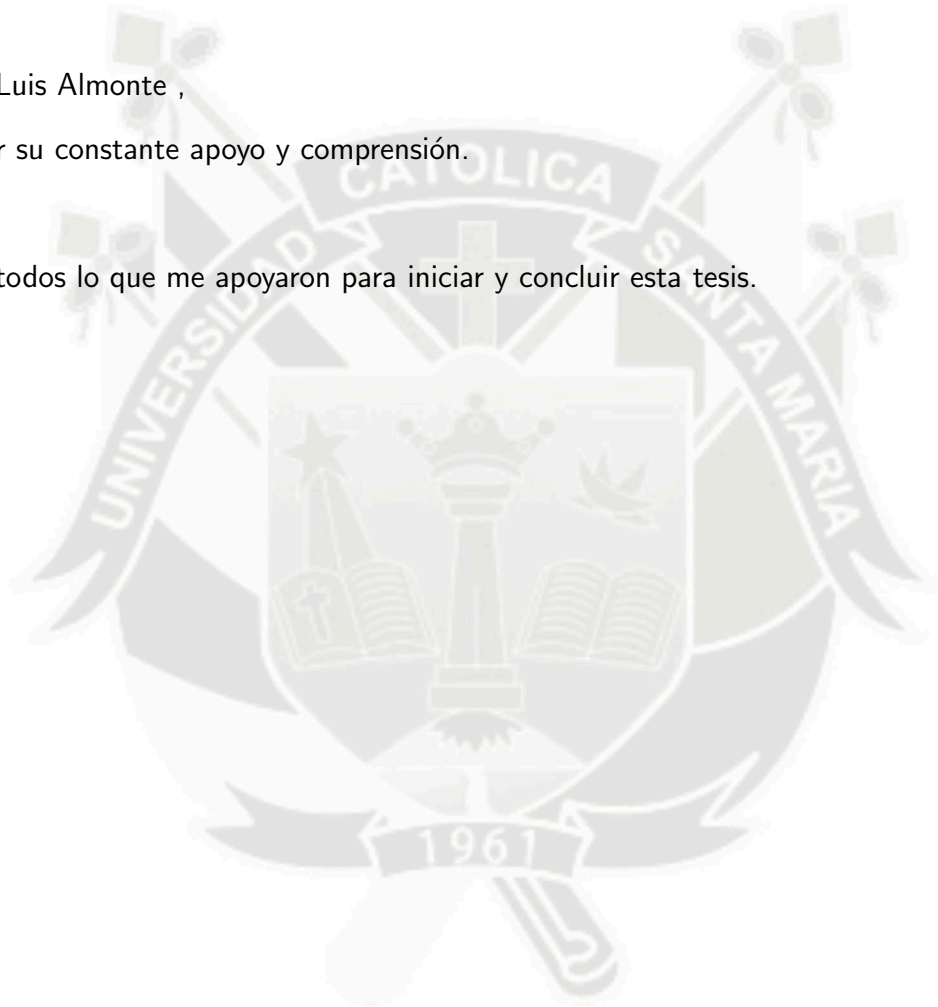 Luis Almonte ,
r su constante apoyo y comprensión.
todos lo que me apoyaron para iniciar y concluir esta tesis.
UNIVERSIDAD CATOLICA SANTA MARIA
1961